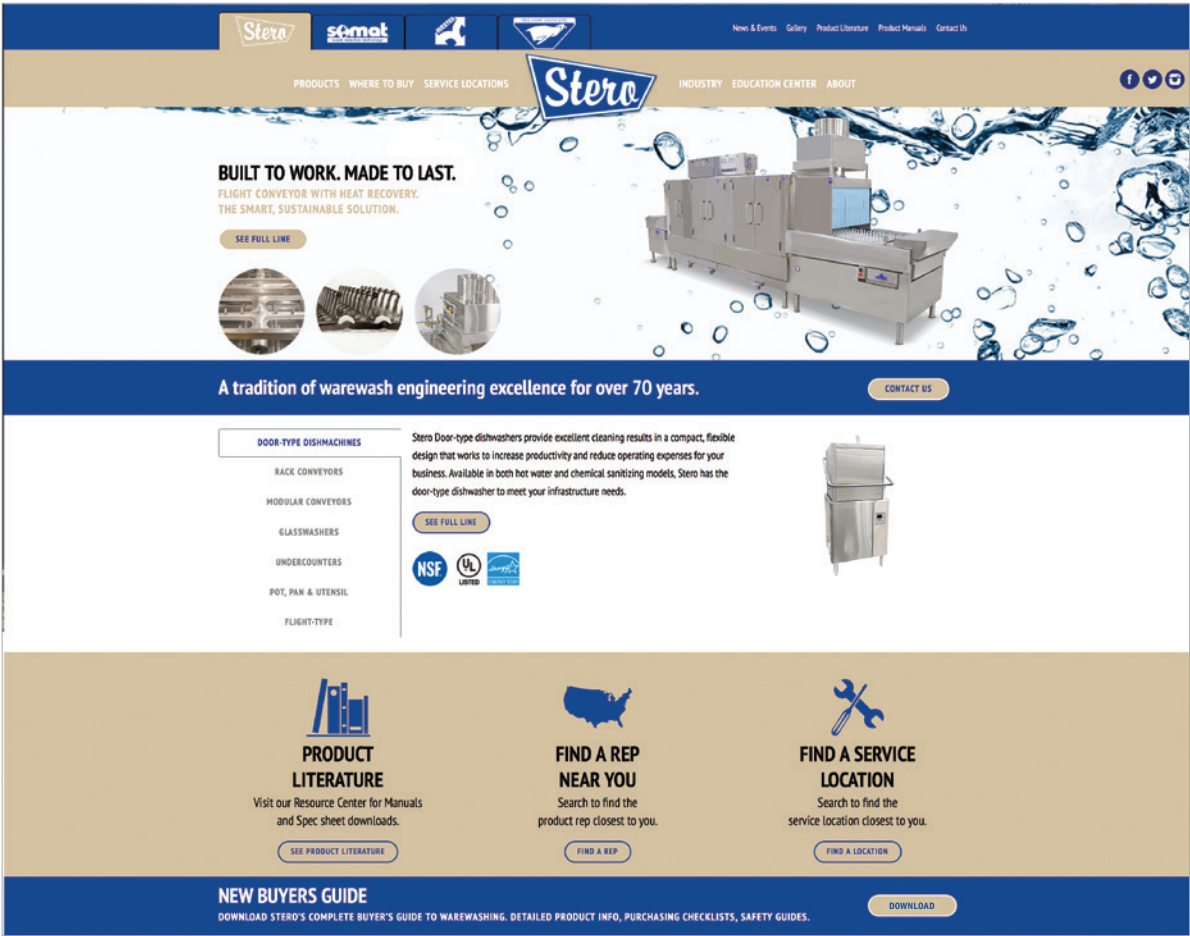 Stero
somat
News & Events Gallery Product Literature Product Manuals Contact Us
PRODUCTS WHERE TO BUY SERVICE LOCATIONS
Stero
INDUSTRY EDUCATION CENTER ABOUT
BUILT TO WORK. MADE TO LAST.
FLIGHT CONVEYOR WITH HEAT RECOVERY.
THE SMART, SUSTAINABLE SOLUTION.
SEE FULL LINE
A tradition of warewash engineering excellence for over 70 years.
CONTACT US
DOOR-TYPE DISHMACHINES
RACK CONVEYORS
MODULAR CONVEYORS
GLASSWASHERS
UNDERCOUNTERS
POT, PAN & UTENSIL
FLIGHT-TYPE
Stero Door-type dishwashers provide excellent cleaning results in a compact, flexible
design that works to increase productivity and reduce operating expenses for your
business. Available in both hot water and chemical sanitizing models, Stero has the
door-type dishwasher to meet your infrastructure needs.
SEE FULL LINE
NSF
UL
LISTED
energy
ENERGY STAR
PRODUCT
LITERATURE
Visit our Resource Center for Manuals
and Spec sheet downloads.
SEE PRODUCT LITERATURE
FIND A REP
NEAR YOU
Search to find the
product rep closest to you.
FIND A REP
FIND A SERVICE
LOCATION
Search to find the
service location closest to you.
FIND A LOCATION
NEW BUYERS GUIDE
DOWNLOAD STERO'S COMPLETE BUYER'S GUIDE TO WAREWASHING. DETAILED PRODUCT INFO, PURCHASING CHECKLISTS, SAFETY GUIDES.
DOWNLOAD